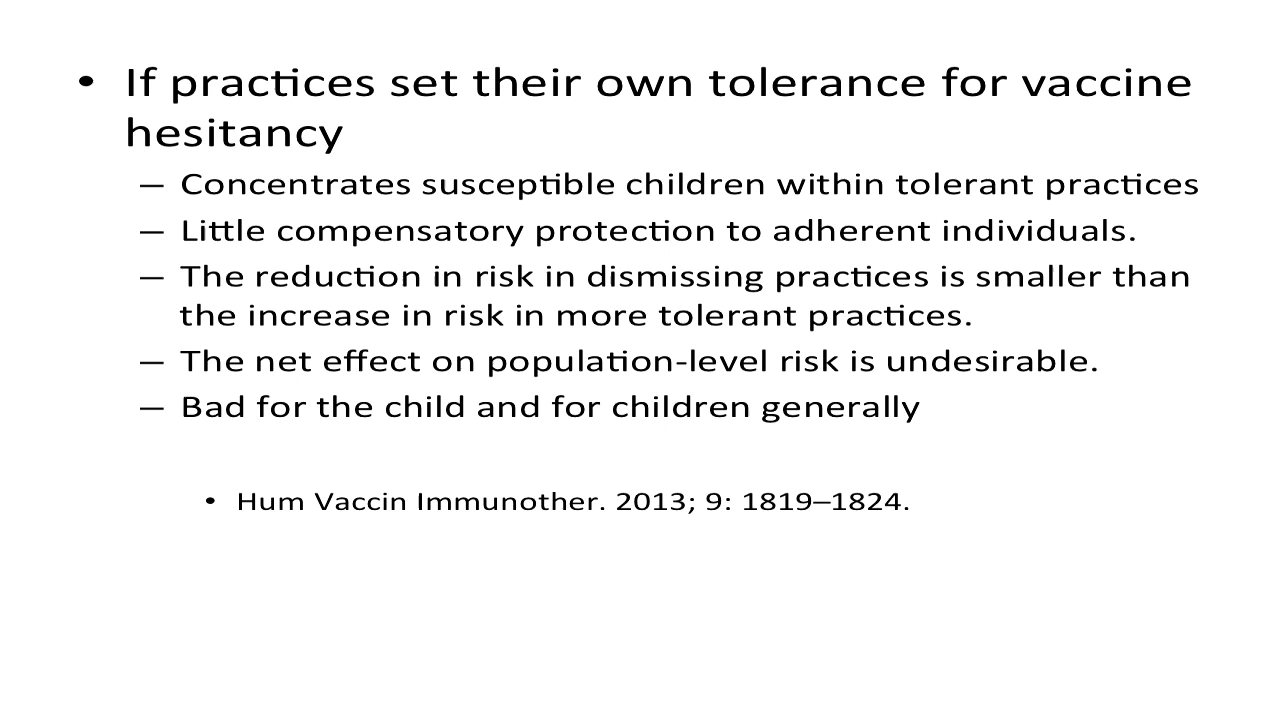 • If practices set their own tolerance for vaccine
hesitancy
– Concentrates susceptible children within tolerant practices
– Little compensatory protection to adherent individuals.
– The reduction in risk in dismissing practices is smaller than
the increase in risk in more tolerant practices.
– The net effect on population-level risk is undesirable.
– Bad for the child and for children generally
• Hum Vaccin Immunother. 2013; 9: 1819–1824.